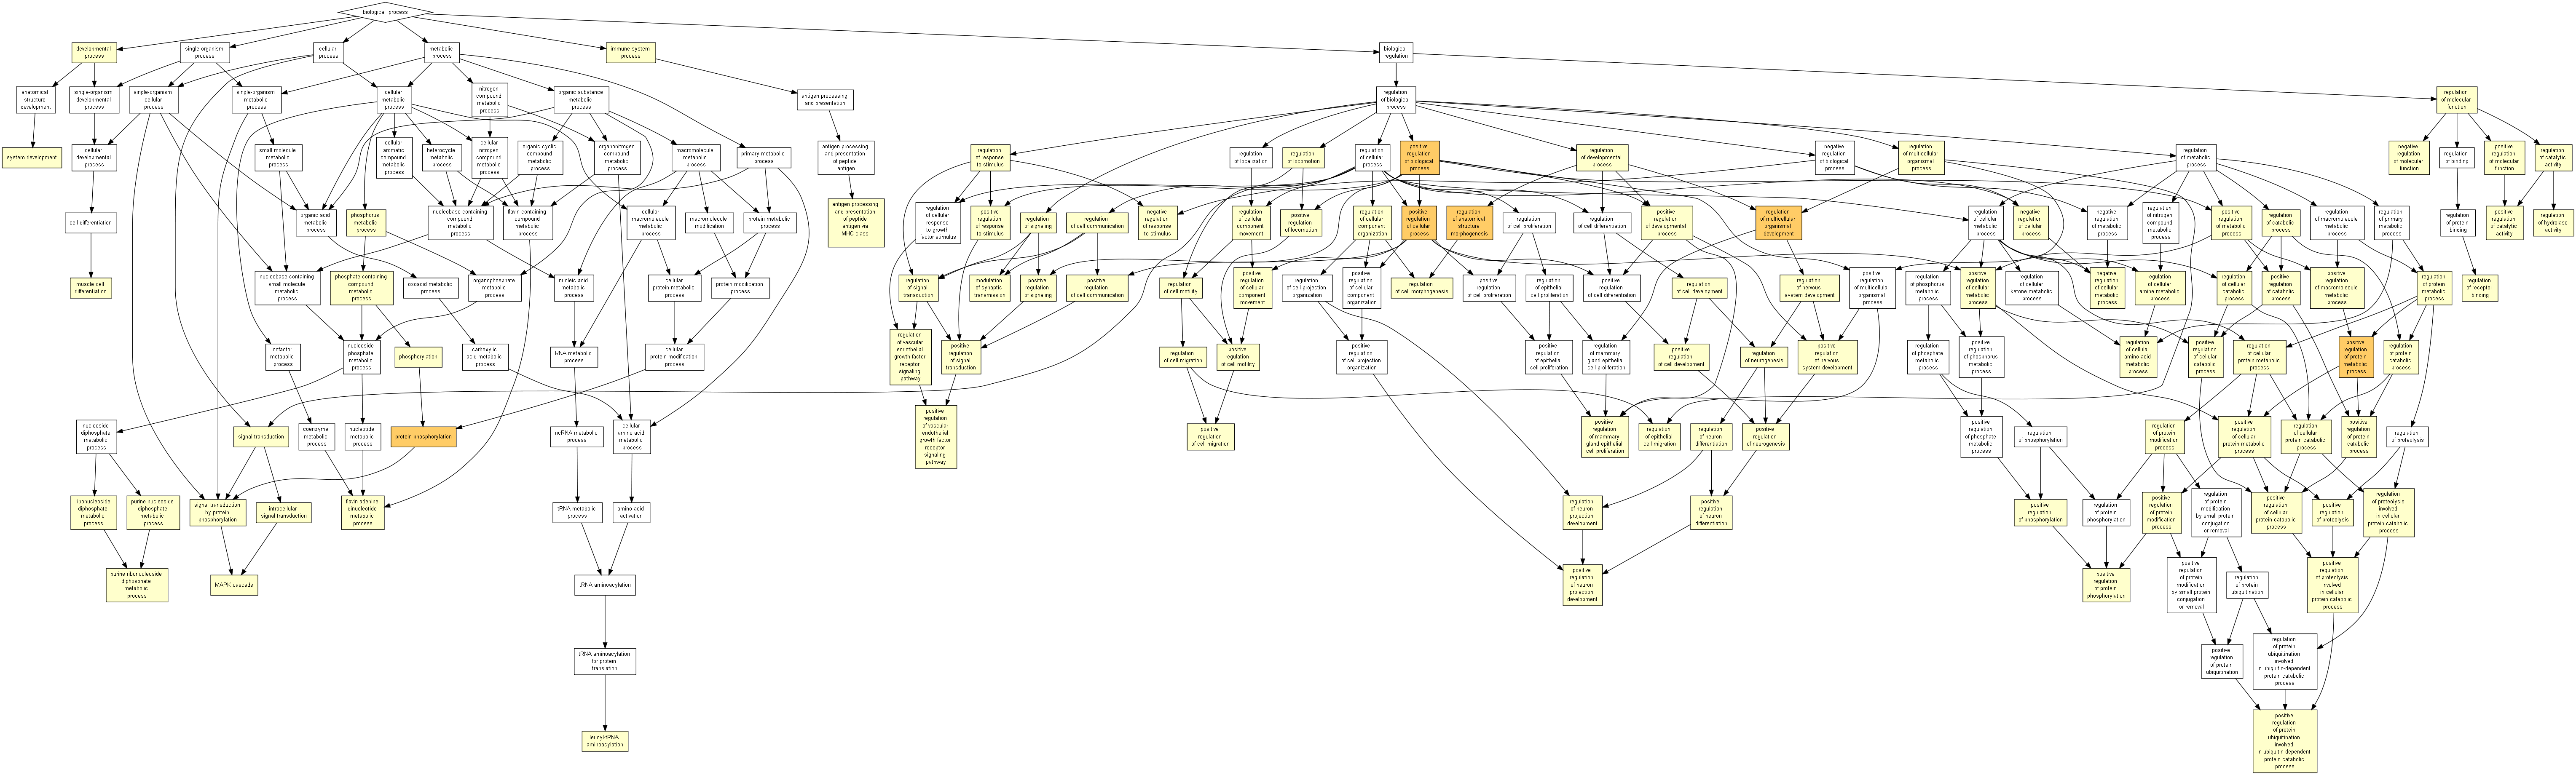 biological_process
developmental
process
single-organism
process
cellular
process
metabolic
process
immune system
process
biological
regulation
anatomical
structure
development
single-organism
developmental
process
single-organism
cellular
process
single-organism
metabolic
process
cellular
metabolic
process
nitrogen
compound
metabolic
process
organic substance
metabolic
process
antigen processing
and presentation
regulation
of biological
process
regulation
of molecular
function
system development
cellular
developmental
process
small molecule
metabolic
process
cellular
aromatic
compound
metabolic
process
heterocycle
metabolic
process
cellular
nitrogen
compound
metabolic
process
organic cyclic
compound
metabolic
process
organonitrogen
compound
metabolic
process
macromolecule
metabolic
process
primary metabolic
process
antigen processing
and presentation
of peptide
antigen
regulation
of response
to stimulus
regulation
of localization
regulation
of locomotion
regulation
of cellular
process
positive
regulation
of biological
process
regulation
of developmental
process
negative
regulation
of biological
process
regulation
of multicellular
organismal
process
regulation
of metabolic
process
negative
regulation
of molecular
function
regulation
of binding
positive
regulation
of molecular
function
regulation
of catalytic
activity
cell differentiation
organic acid
metabolic
process
phosphorus
metabolic
process
nucleobase-containing
compound
metabolic
process
flavin-containing
compound
metabolic
process
cellular
macromolecule
metabolic
process
macromolecule
modification
protein metabolic
process
antigen processing
and presentation
of peptide
antigen via
MHC class
I
regulation
of cellular
response
to growth
factor stimulus
positive
regulation
of response
to stimulus
regulation
of signaling
regulation
of cell
communication
negative
regulation
of response
to stimulus
regulation
of cellular
component
movement
positive
regulation
of locomotion
regulation
of cellular
component
organization
positive
regulation
of cellular
process
regulation
of anatomical
structure
morphogenesis
regulation
of cell proliferation
regulation
of cell differentiation
positive
regulation
of developmental
process
regulation
of multicellular
organismal
development
regulation
of cellular
metabolic
process
negative
regulation
of cellular
process
negative
regulation
of metabolic
process
regulation
of nitrogen
compound
metabolic
process
positive
regulation
of metabolic
process
regulation
of catabolic
process
regulation
of macromolecule
metabolic
process
regulation
of primary
metabolic
process
regulation
of protein
binding
positive
regulation
of catalytic
activity
regulation
of hydrolase
activity
muscle cell
differentiation
nucleobase-containing
small molecule
metabolic
process
phosphate-containing
compound
metabolic
process
oxoacid metabolic
process
organophosphate
metabolic
process
nucleic acid
metabolic
process
cellular
protein metabolic
process
protein modification
process
regulation
of signal
transduction
modulation
of synaptic
transmission
positive
regulation
of signaling
positive
regulation
of cell communication
regulation
of cell motility
positive
regulation
of cellular
component
movement
regulation
of cell projection
organization
positive
regulation
of cellular
component
organization
regulation
of cell morphogenesis
positive
regulation
of cell proliferation
regulation
of epithelial
cell proliferation
positive
regulation
of cell differentiation
regulation
of cell development
regulation
of nervous
system development
positive
regulation
of multicellular
organismal
process
regulation
of phosphorus
metabolic
process
positive
regulation
of cellular
metabolic
process
regulation
of cellular
ketone metabolic
process
negative
regulation
of cellular
metabolic
process
regulation
of cellular
amine metabolic
process
regulation
of cellular
catabolic
process
positive
regulation
of catabolic
process
positive
regulation
of macromolecule
metabolic
process
regulation
of protein
metabolic
process
regulation
of receptor
binding
cofactor
metabolic
process
nucleoside
phosphate
metabolic
process
phosphorylation
carboxylic
acid metabolic
process
RNA metabolic
process
cellular
protein modification
process
regulation
of vascular
endothelial
growth factor
receptor
signaling
pathway
positive
regulation
of signal
transduction
regulation
of cell migration
positive
regulation
of cell motility
positive
regulation
of cell projection
organization
positive
regulation
of epithelial
cell proliferation
regulation
of mammary
gland epithelial
cell proliferation
positive
regulation
of cell development
regulation
of neurogenesis
positive
regulation
of nervous
system development
regulation
of phosphate
metabolic
process
positive
regulation
of phosphorus
metabolic
process
regulation
of cellular
amino acid
metabolic
process
positive
regulation
of cellular
catabolic
process
regulation
of cellular
protein metabolic
process
positive
regulation
of protein
metabolic
process
regulation
of protein
catabolic
process
nucleoside
diphosphate
metabolic
process
signal transduction
coenzyme
metabolic
process
nucleotide
metabolic
process
protein phosphorylation
ncRNA metabolic
process
cellular
amino acid
metabolic
process
positive
regulation
of vascular
endothelial
growth factor
receptor
signaling
pathway
positive
regulation
of cell migration
positive
regulation
of mammary
gland epithelial
cell proliferation
regulation
of epithelial
cell migration
regulation
of neuron
differentiation
positive
regulation
of neurogenesis
positive
regulation
of phosphate
metabolic
process
regulation
of phosphorylation
regulation
of protein
modification
process
positive
regulation
of cellular
protein metabolic
process
regulation
of cellular
protein catabolic
process
positive
regulation
of protein
catabolic
process
regulation
of proteolysis
ribonucleoside
diphosphate
metabolic
process
purine nucleoside
diphosphate
metabolic
process
signal transduction
by protein
phosphorylation
intracellular
signal transduction
flavin adenine
dinucleotide
metabolic
process
tRNA metabolic
process
amino acid
activation
regulation
of neuron
projection
development
positive
regulation
of neuron
differentiation
positive
regulation
of phosphorylation
regulation
of protein
phosphorylation
positive
regulation
of protein
modification
process
regulation
of protein
modification
by small protein
conjugation
or removal
positive
regulation
of cellular
protein catabolic
process
positive
regulation
of proteolysis
regulation
of proteolysis
involved
in cellular
protein catabolic
process
purine ribonucleoside
diphosphate
metabolic
process
MAPK cascade
tRNA aminoacylation
positive
regulation
of neuron
projection
development
positive
regulation
of protein
phosphorylation
positive
regulation
of protein
modification
by small protein
conjugation
or removal
regulation
of protein
ubiquitination
positive
regulation
of proteolysis
involved
in cellular
protein catabolic
process
tRNA aminoacylation
for protein
translation
positive
regulation
of protein
ubiquitination
regulation
of protein
ubiquitination
involved
in ubiquitin-dependent
protein catabolic
process
leucyl-tRNA
aminoacylation
positive
regulation
of protein
ubiquitination
involved
in ubiquitin-dependent
protein catabolic
process